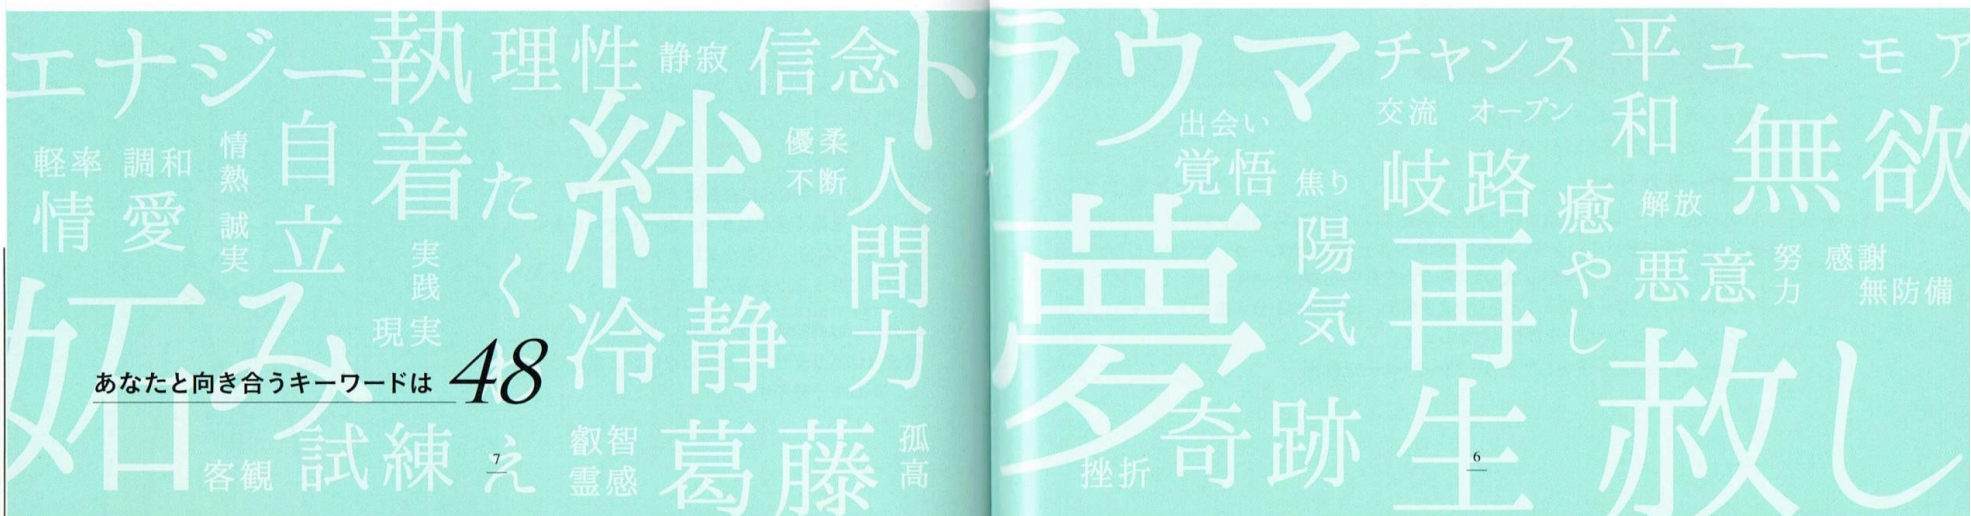 エナジー
執着
理性
静寂
信念
トラウマ
チャンス
平和
ユーモア
軽率
調和
情熱
自立
たくわえ
絆
優柔
不断
人間力
出会い
覚悟
焦り
交流
オープン
岐路
癒やし
解放
無欲
情愛
誠実
実践
現実
冷静
夢
陽気
再生
悪意
努力
感謝
無防備
妬み
あなたと向き合うキーワードは48
客観
試練
叡智
霊感
葛藤
孤高
挫折
奇跡
赦し
7
6